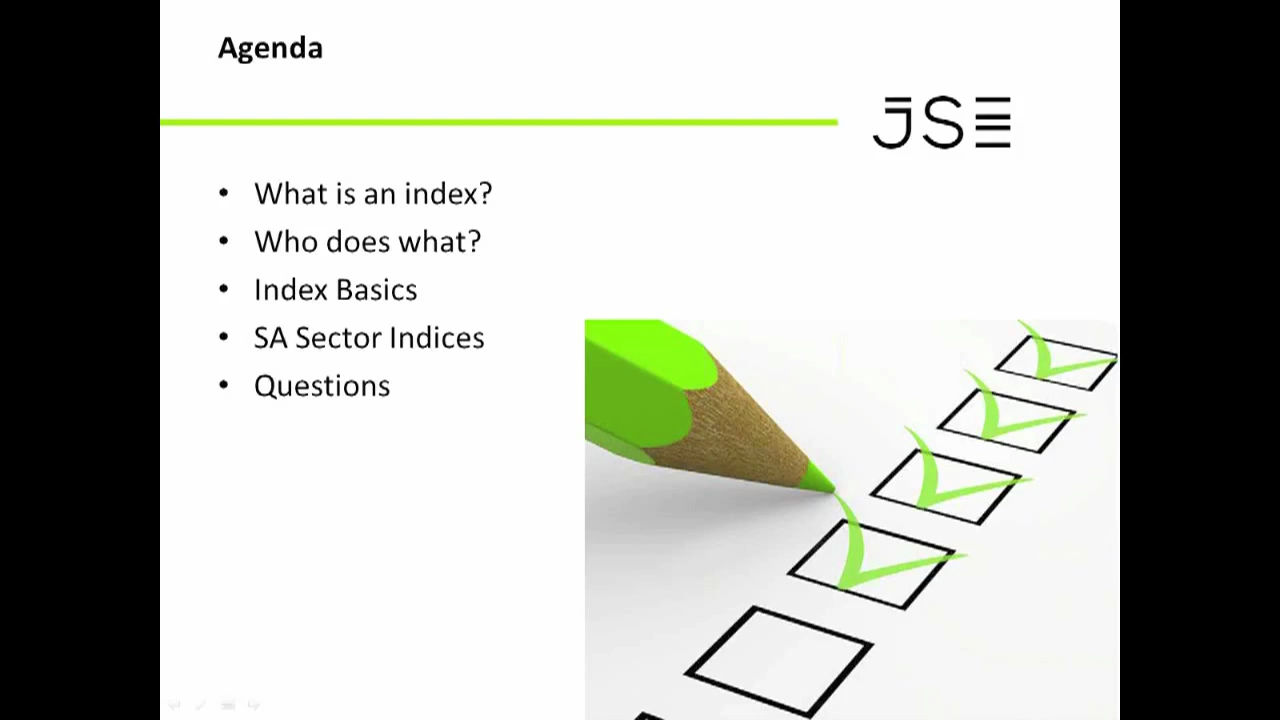 Agenda
JSE
• What is an index?
• Who does what?
• Index Basics
• SA Sector Indices
• Questions